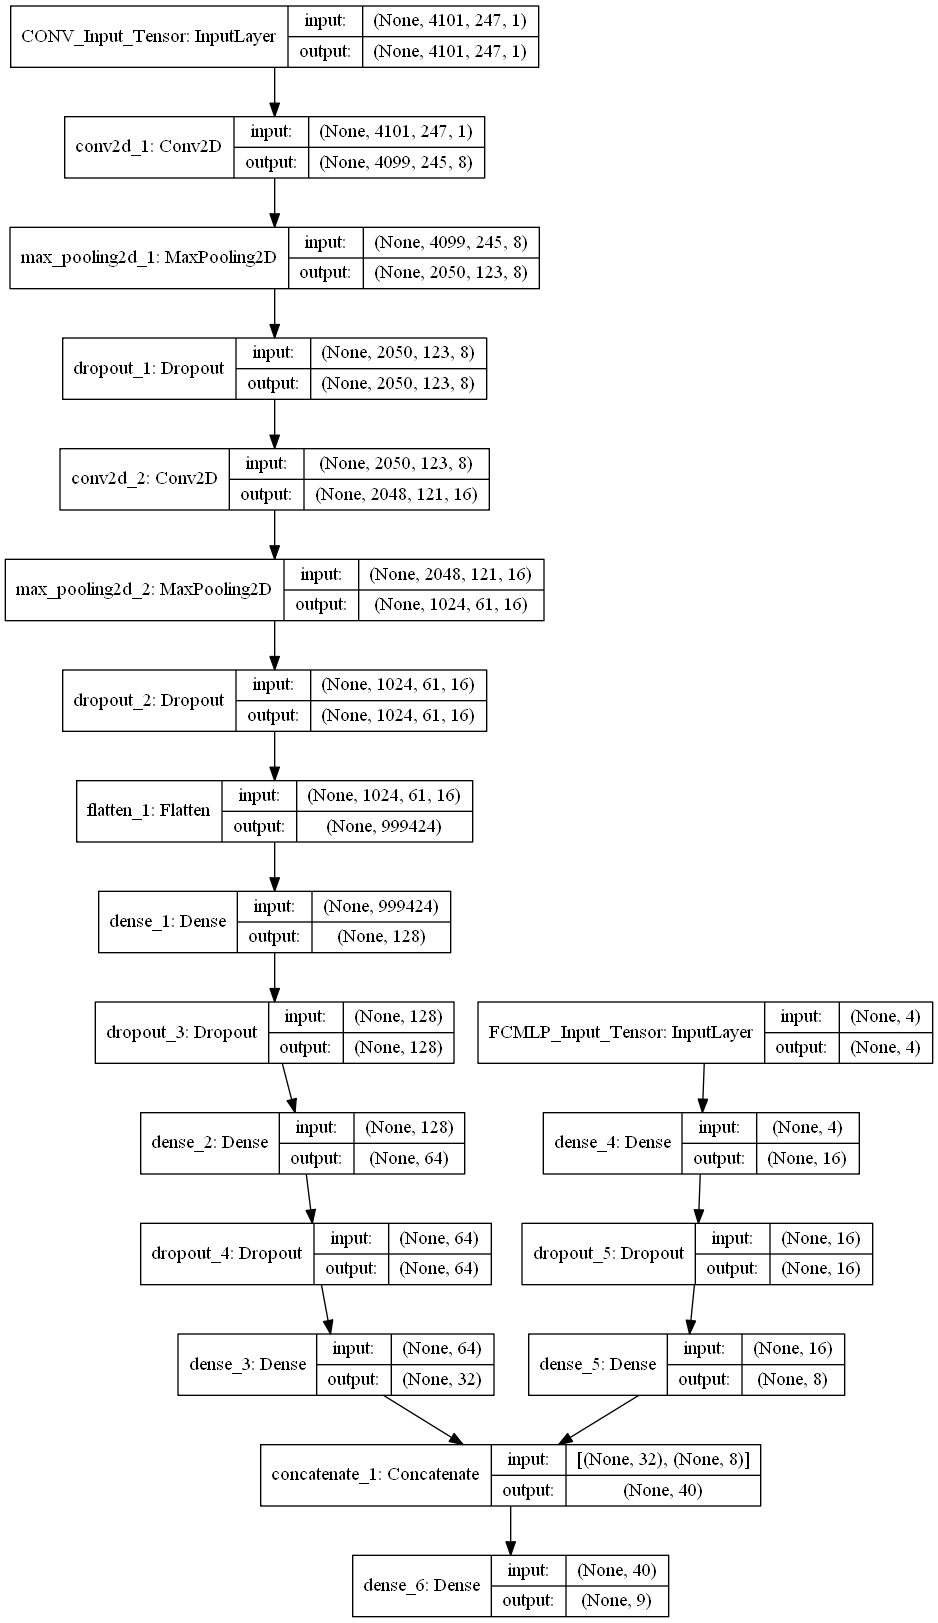 CONV_Input_Tensor: InputLayer
input:
(None, 4101, 247, 1)
output:
(None, 4101, 247, 1)
conv2d_1: Conv2D
input:
(None, 4101, 247, 1)
output:
(None, 4099, 245, 8)
max_pooling2d_1: MaxPooling2D
input:
(None, 4099, 245, 8)
output:
(None, 2050, 123, 8)
dropout_1: Dropout
input:
(None, 2050, 123, 8)
output:
(None, 2050, 123, 8)
conv2d_2: Conv2D
input:
(None, 2050, 123, 8)
output:
(None, 2048, 121, 16)
max_pooling2d_2: MaxPooling2D
input:
(None, 2048, 121, 16)
output:
(None, 1024, 61, 16)
dropout_2: Dropout
input:
(None, 1024, 61, 16)
output:
(None, 1024, 61, 16)
flatten_1: Flatten
input:
(None, 1024, 61, 16)
output:
(None, 999424)
dense_1: Dense
input:
(None, 999424)
output:
(None, 128)
dropout_3: Dropout
input:
(None, 128)
output:
(None, 128)
FCMLP_Input_Tensor: InputLayer
input:
(None, 4)
output:
(None, 4)
dense_2: Dense
input:
(None, 128)
output:
(None, 64)
dense_4: Dense
input:
(None, 4)
output:
(None, 16)
dropout_4: Dropout
input:
(None, 64)
output:
(None, 64)
dropout_5: Dropout
input:
(None, 16)
output:
(None, 16)
dense_3: Dense
input:
(None, 64)
output:
(None, 32)
dense_5: Dense
input:
(None, 16)
output:
(None, 8)
concatenate_1: Concatenate
input:
[(None, 32), (None, 8)]
output:
(None, 40)
dense_6: Dense
input:
(None, 40)
output:
(None, 9)